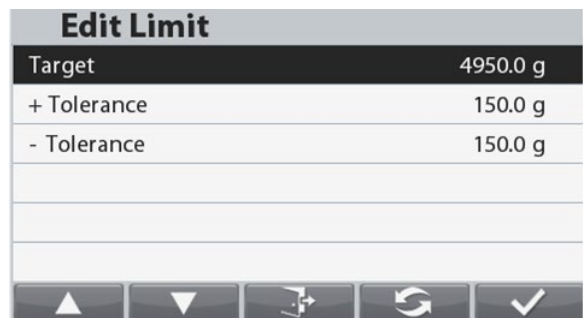 Edit Limit
Target 4950.0 g
+ Tolerance 150.0 g
- Tolerance 150.0 g